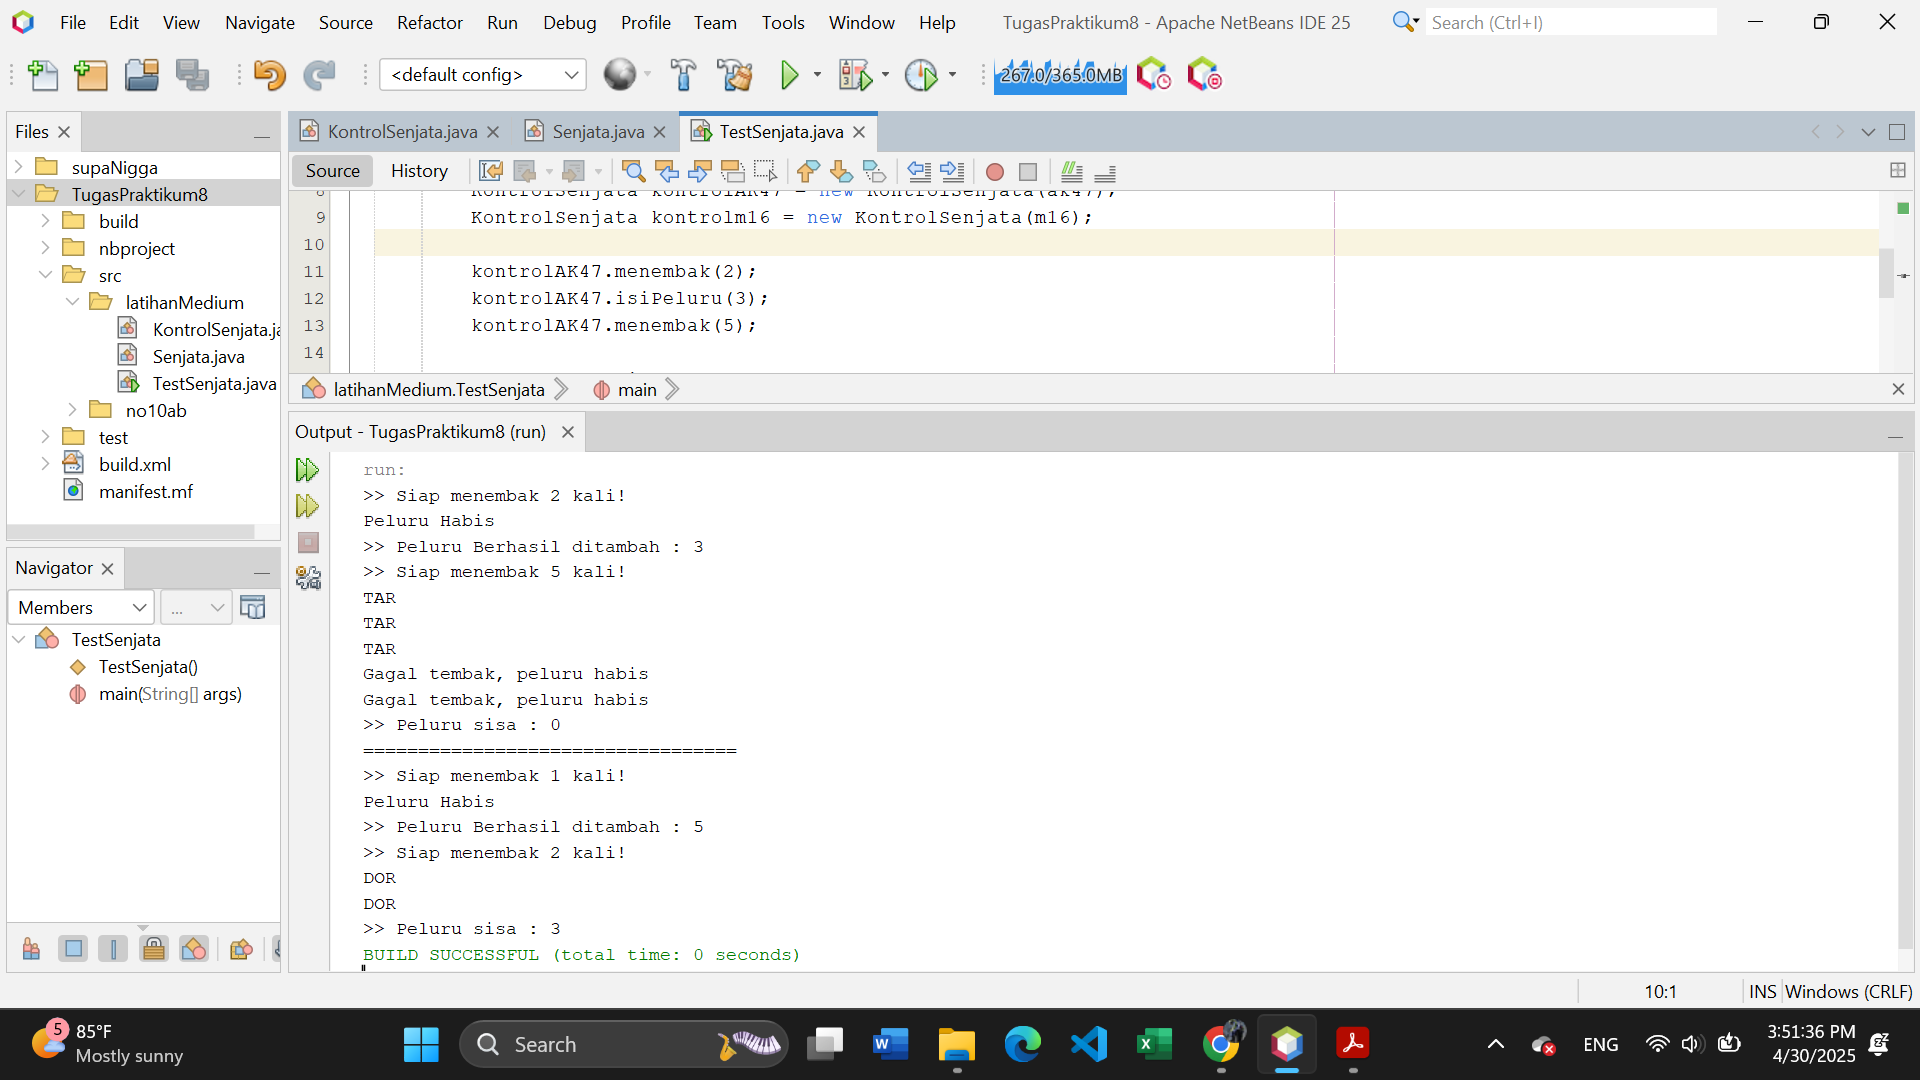 File Edit View Navigate Source Refactor Run Debug Profile Team Tools Window Help TugasPraktikum8 - Apache NetBeans IDE 25 Search (Ctrl+I)
<default config> 267.0/365.0MB
Files KontrolSenjata.java Senjata.java TestSenjata.java
Source History
supaNigga
TugasPraktikum8
build
nbproject
src
latihanMedium
KontrolSenjata.ja
Senjata.java
TestSenjata.java
no10ab
test
build.xml
manifest.mf
8 KontrolSenjata kontrolAK47 = new KontrolSenjata(ak47);
9 KontrolSenjata kontrolm16 = new KontrolSenjata(m16);
10
11 kontrolAK47.menembak(2);
12 kontrolAK47.isiPeluru(3);
13 kontrolAK47.menembak(5);
14
latihanMedium.TestSenjata main
Navigator
Members ...
TestSenjata
TestSenjata()
main(String[] args)
Output - TugasPraktikum8 (run)
run:
>> Siap menembak 2 kali!
Peluru Habis
>> Peluru Berhasil ditambah : 3
>> Siap menembak 5 kali!
TAR
TAR
TAR
Gagal tembak, peluru habis
Gagal tembak, peluru habis
>> Peluru sisa : 0
==================================
>> Siap menembak 1 kali!
Peluru Habis
>> Peluru Berhasil ditambah : 5
>> Siap menembak 2 kali!
DOR
DOR
>> Peluru sisa : 3
BUILD SUCCESSFUL (total time: 0 seconds)
10:1 INS Windows (CRLF)
5 85°F
Mostly sunny
Search
ENG
3:51:36 PM
4/30/2025